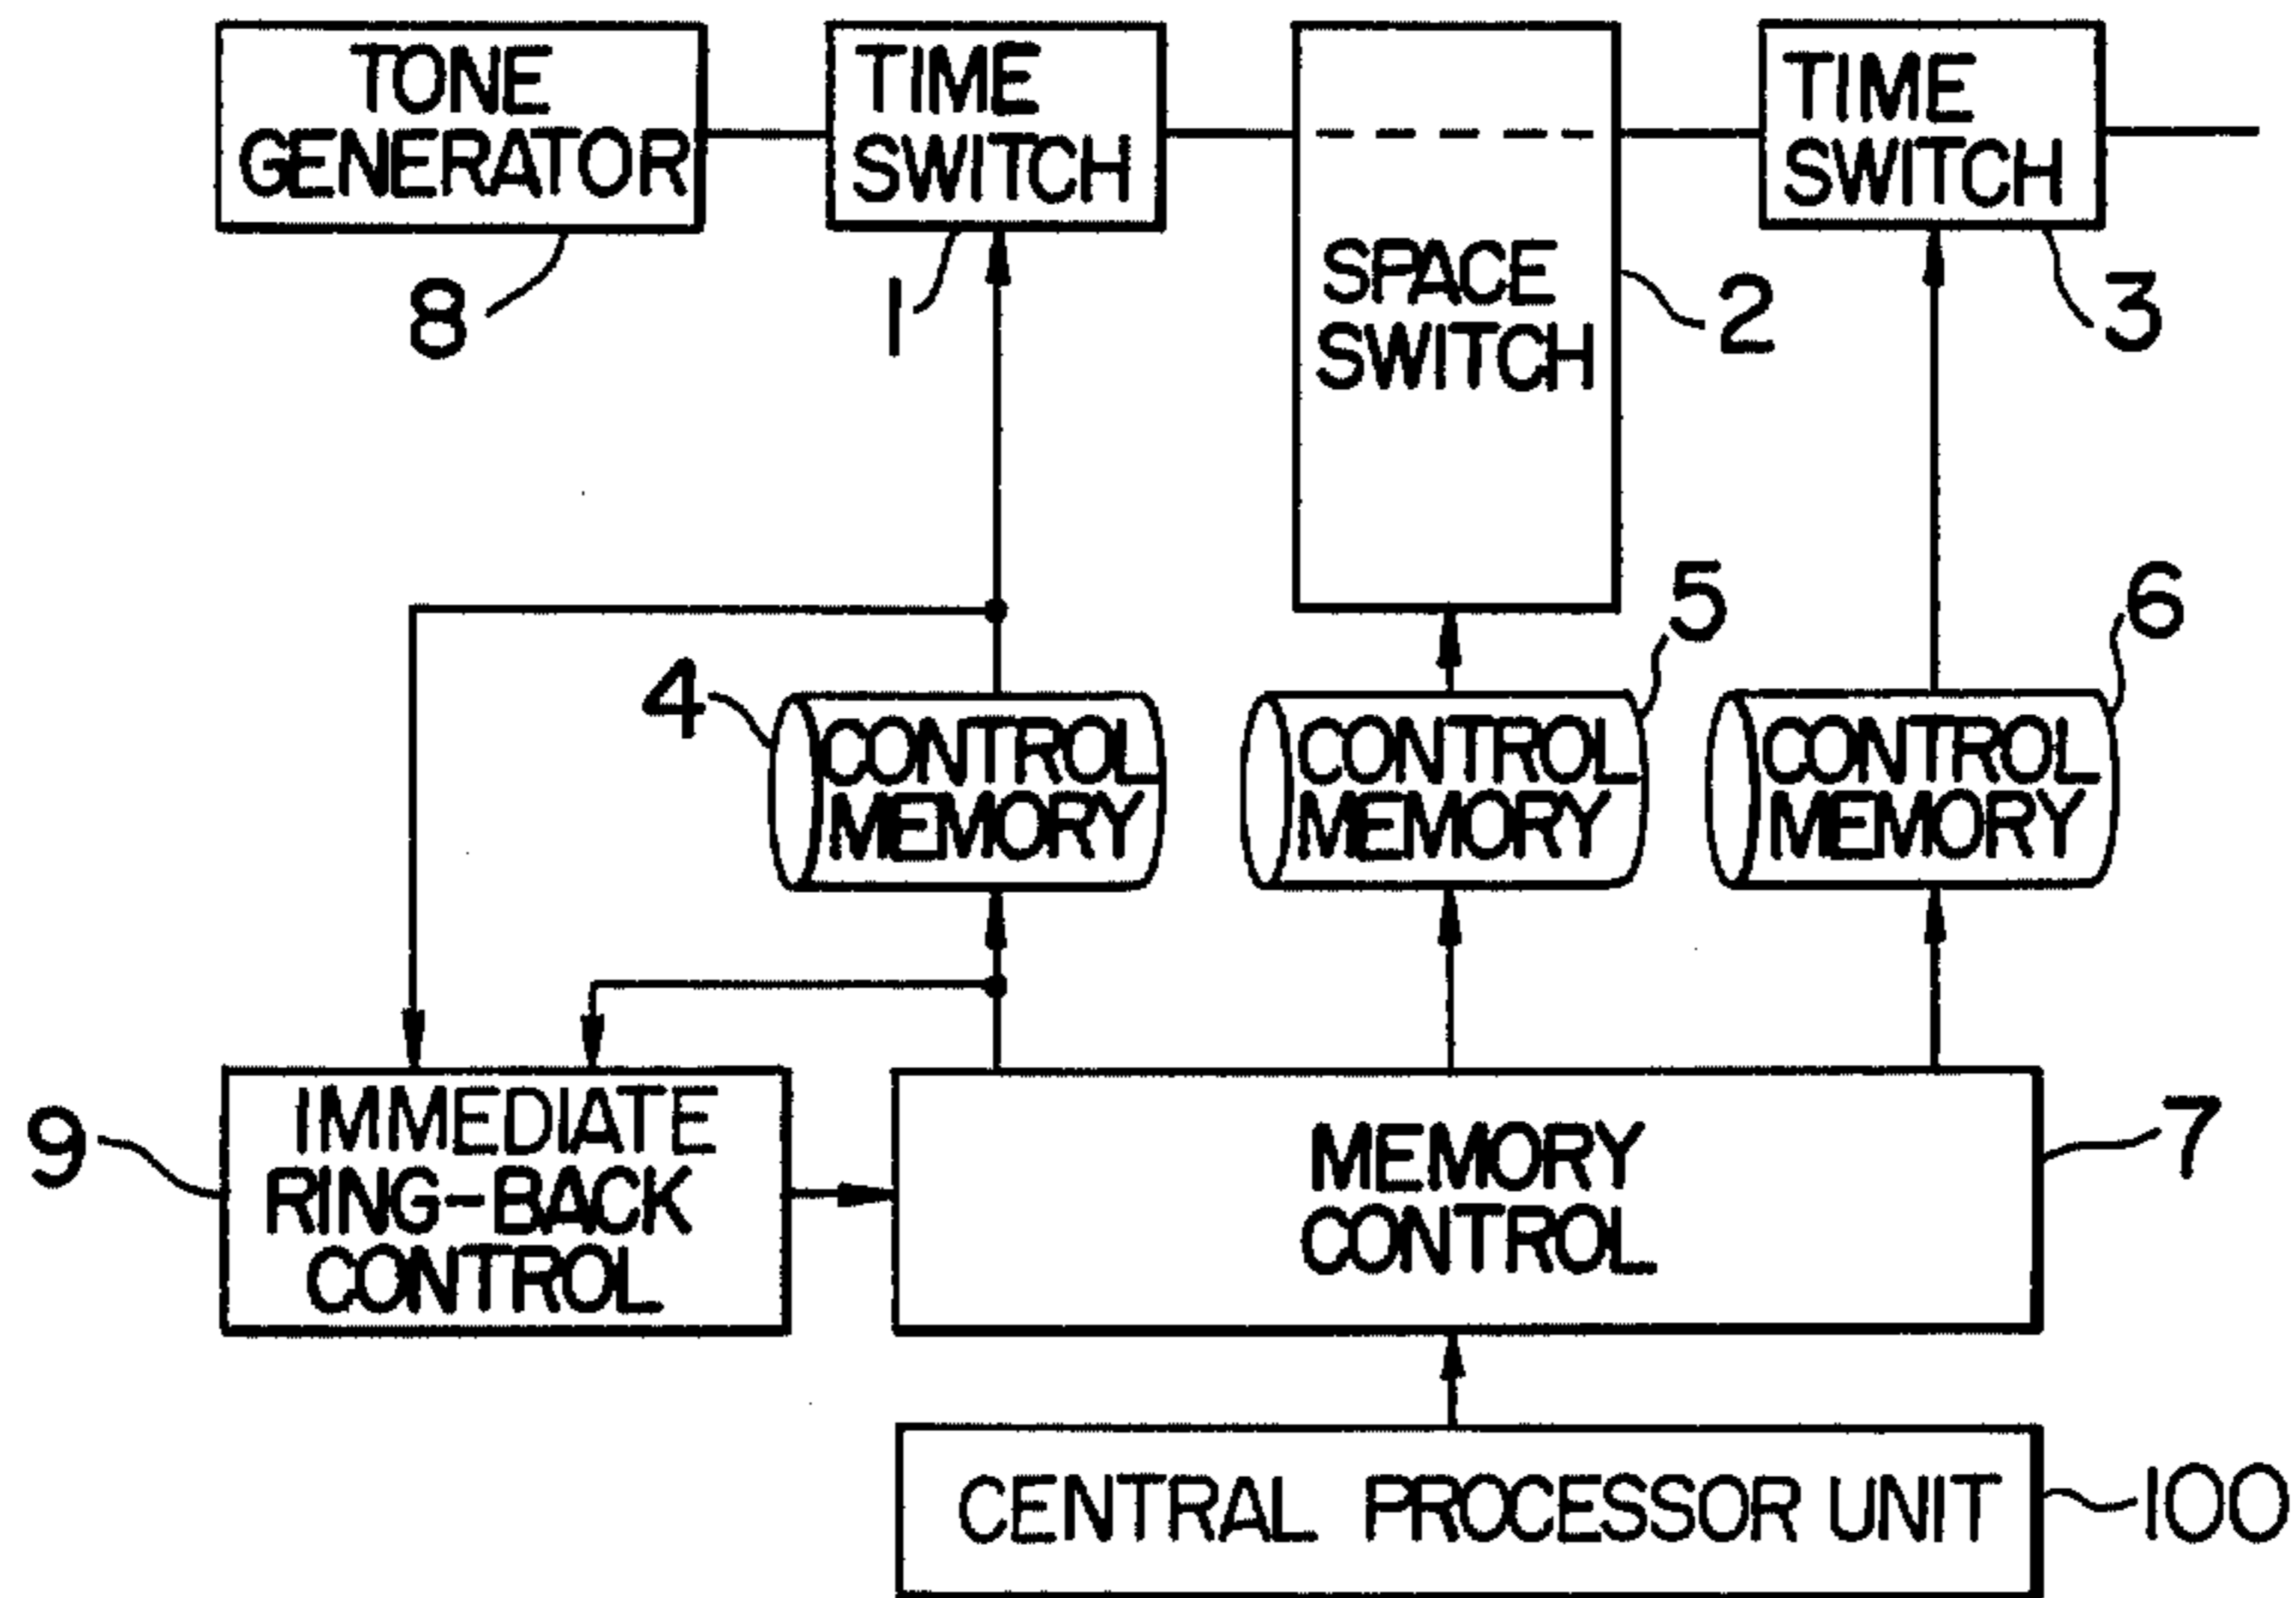 TONE
GENERATOR
TIME
SWITCH
SPACE
SWITCH
TIME
SWITCH
8
1
2
3
4
CONTROL
MEMORY
5
CONTROL
MEMORY
6
CONTROL
MEMORY
9
IMMEDIATE
RING-BACK
CONTROL
MEMORY
CONTROL
7
CENTRAL PROCESSOR UNIT
100